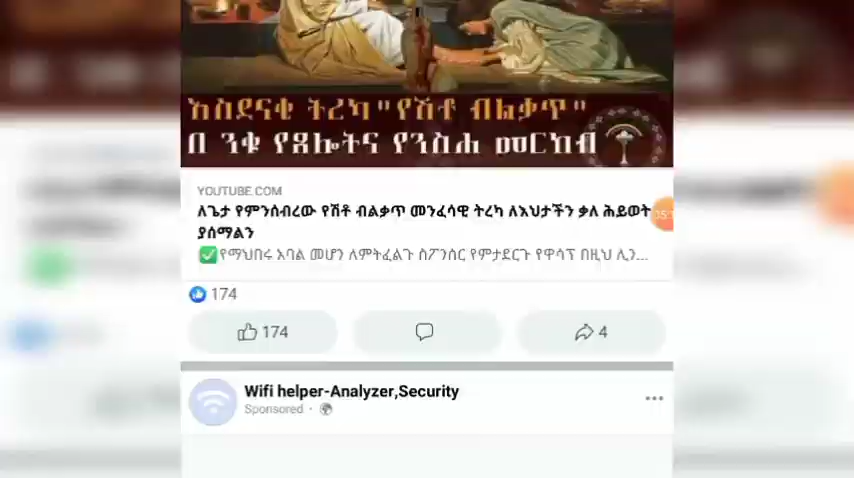 አስደናቂ ትረካ "የሽቶ ብልቃጥ"
በ ንቁ የጸሎትና የንስሐ መርከብ
YOUTUBE.COM
ለጌታ የምንሰብረው የሽቶ ብልቃጥ መንፈሳዊ ትረካ ለእህታችን ቃለ ሕይወት
ያሰማልን
✅የማህበሩ አባል መሆን ለምትፈልጉ ስፖንሰር የምታደርጉ የዋሳፕ በዚህ ሊን...
174
174
4
Wifi helper-Analyzer,Security
Sponsored ·